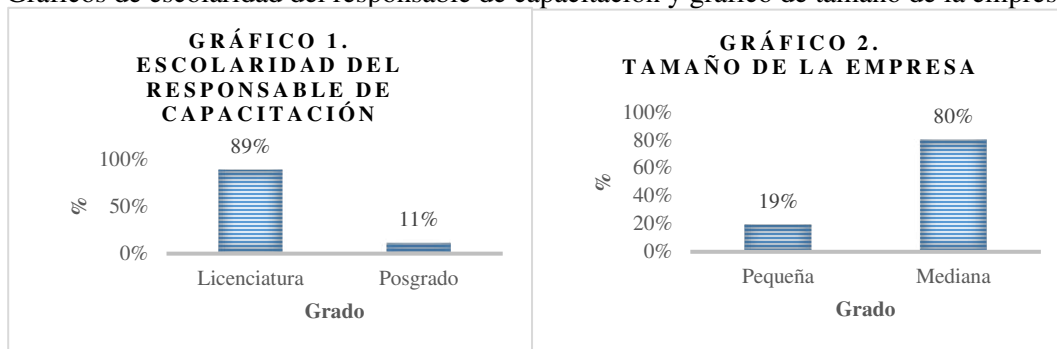 Gráficos de escolaridad del responsable de capacitación y gráfico de tamaño de la empres
GRÁFICO 1.
ESCOLARIDAD DEL
RESPONSABLE DE
CAPACITACIÓN
89%
100%
%
50%
11%
0%
Licenciatura Posgrado
Grado
GRÁFICO 2.
TAMAÑO DE LA EMPRESA
100%
80%
80%
%
60%
40%
19%
20%
0%
Pequeña Mediana
Grado